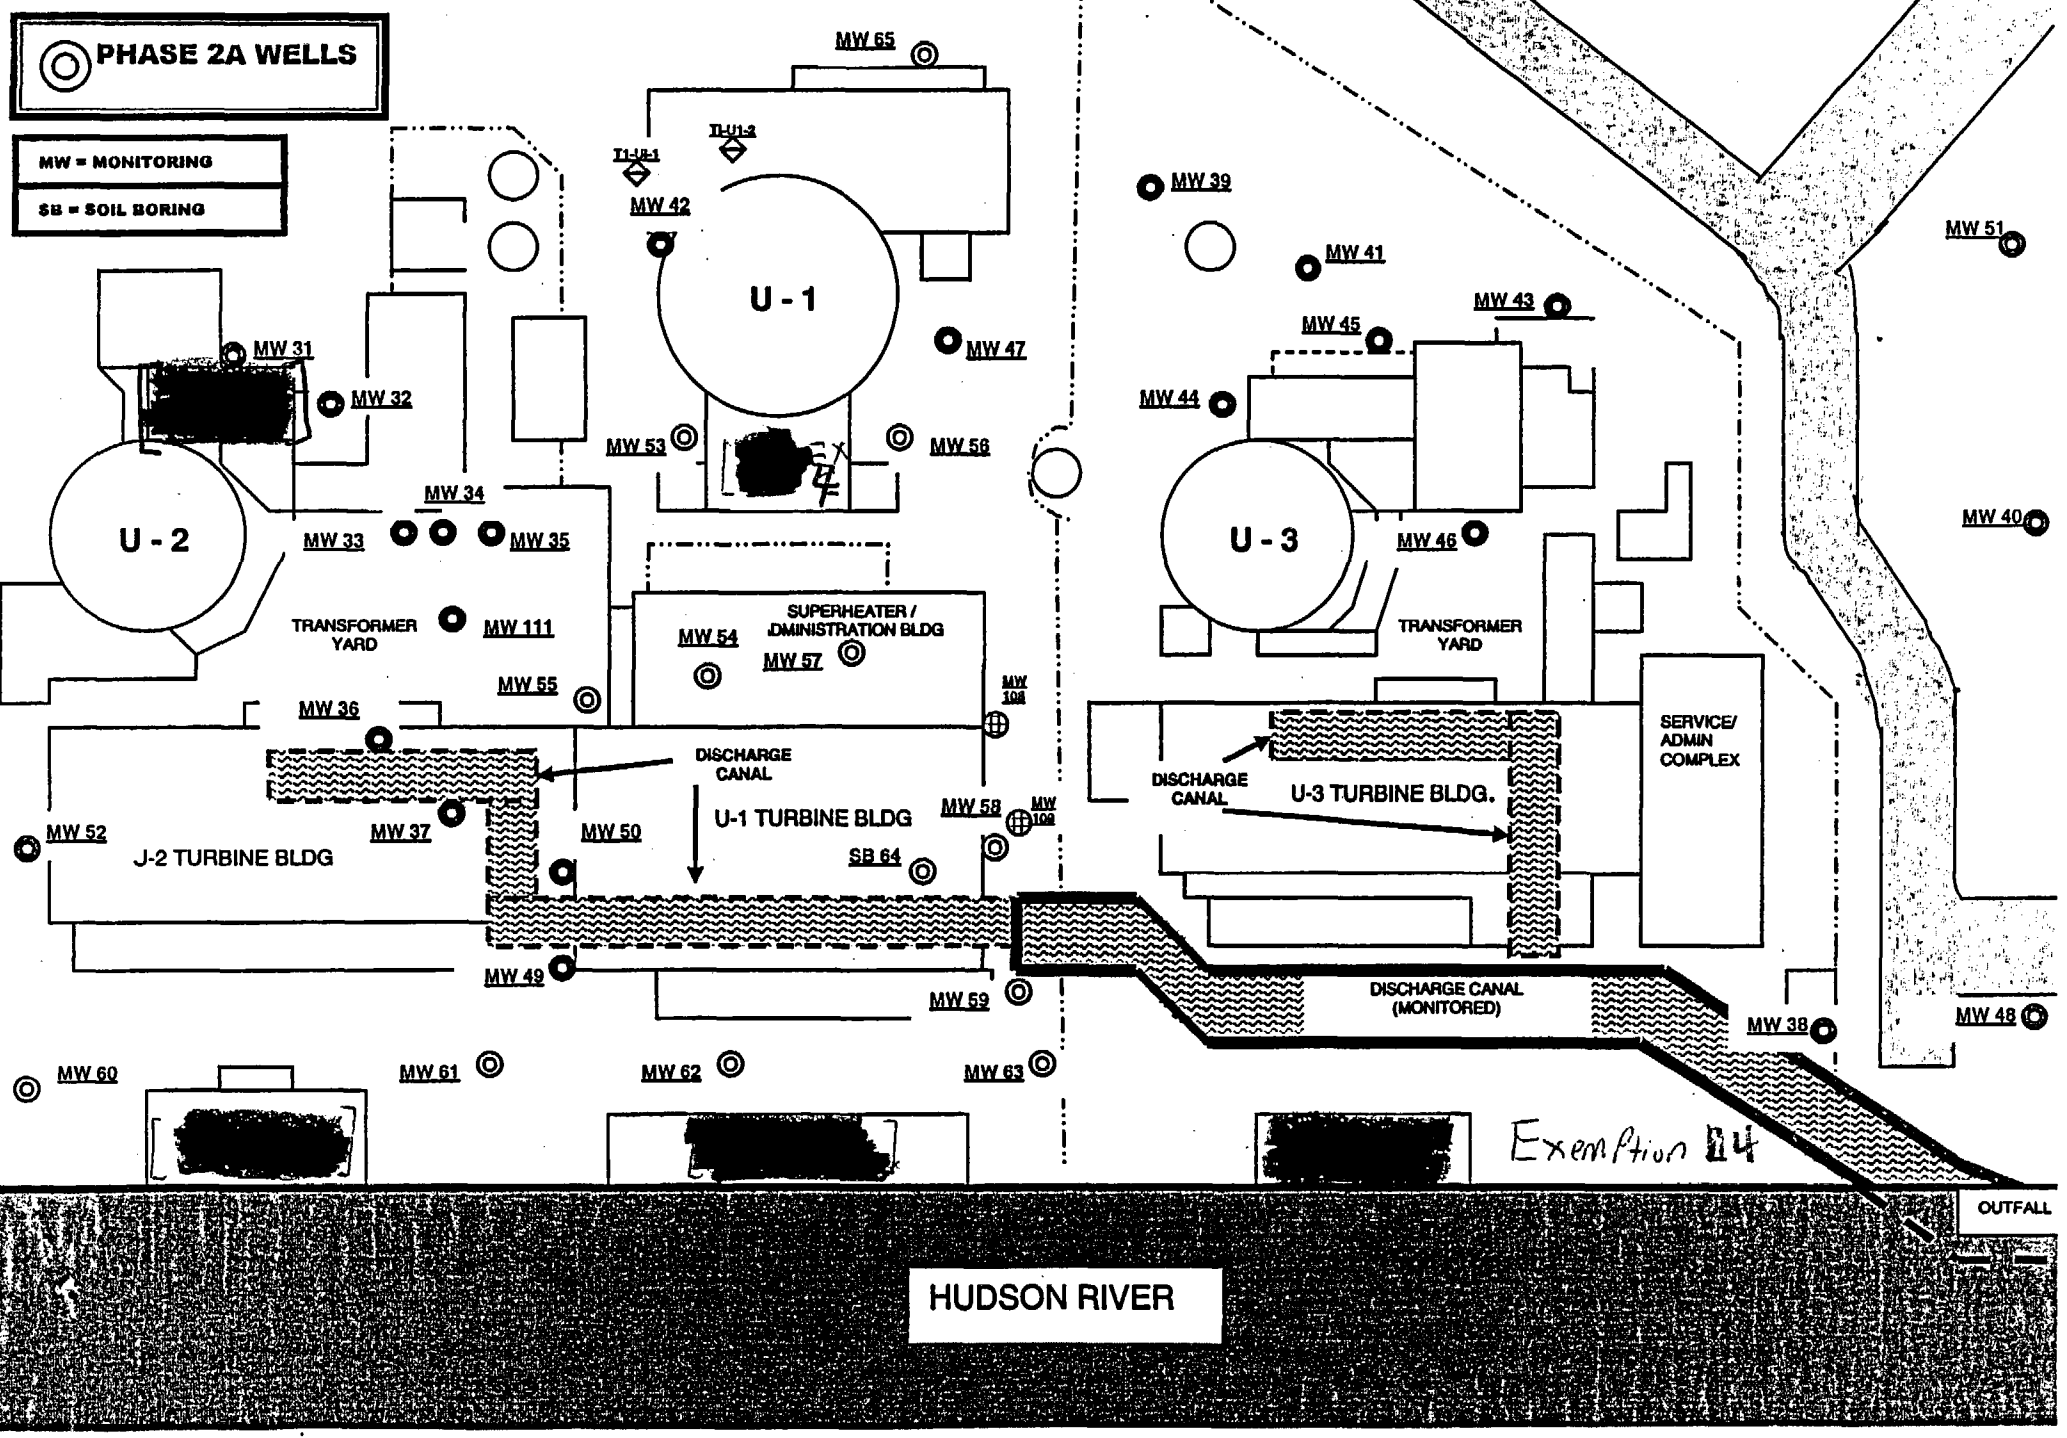 PHASE 2A WELLS
MW = MONITORING
SB = SOIL BORING
MW 65
TI-U1-2
T1-U1-1
MW 42
U - 1
MW 39
MW 41
MW 51
MW 43
MW 45
MW 47
MW 31
MW 32
MW 44
MW 53
MW 56
MW 34
MW 33
MW 35
U - 2
U - 3
MW 46
MW 40
TRANSFORMER
YARD
MW 111
SUPERHEATER /
DMINISTRATION BLDG
MW 54
MW 57
TRANSFORMER
YARD
MW 55
MW
108
MW 36
SERVICE/
ADMIN
COMPLEX
DISCHARGE
CANAL
DISCHARGE
CANAL
U-3 TURBINE BLDG.
MW 52
MW 37
MW 50
U-1 TURBINE BLDG
MW 58
MW
109
J-2 TURBINE BLDG
SB 64
MW 49
MW 59
DISCHARGE CANAL
(MONITORED)
MW 38
MW 48
MW 60
MW 61
MW 62
MW 63
Exemption 4
OUTFALL
HUDSON RIVER